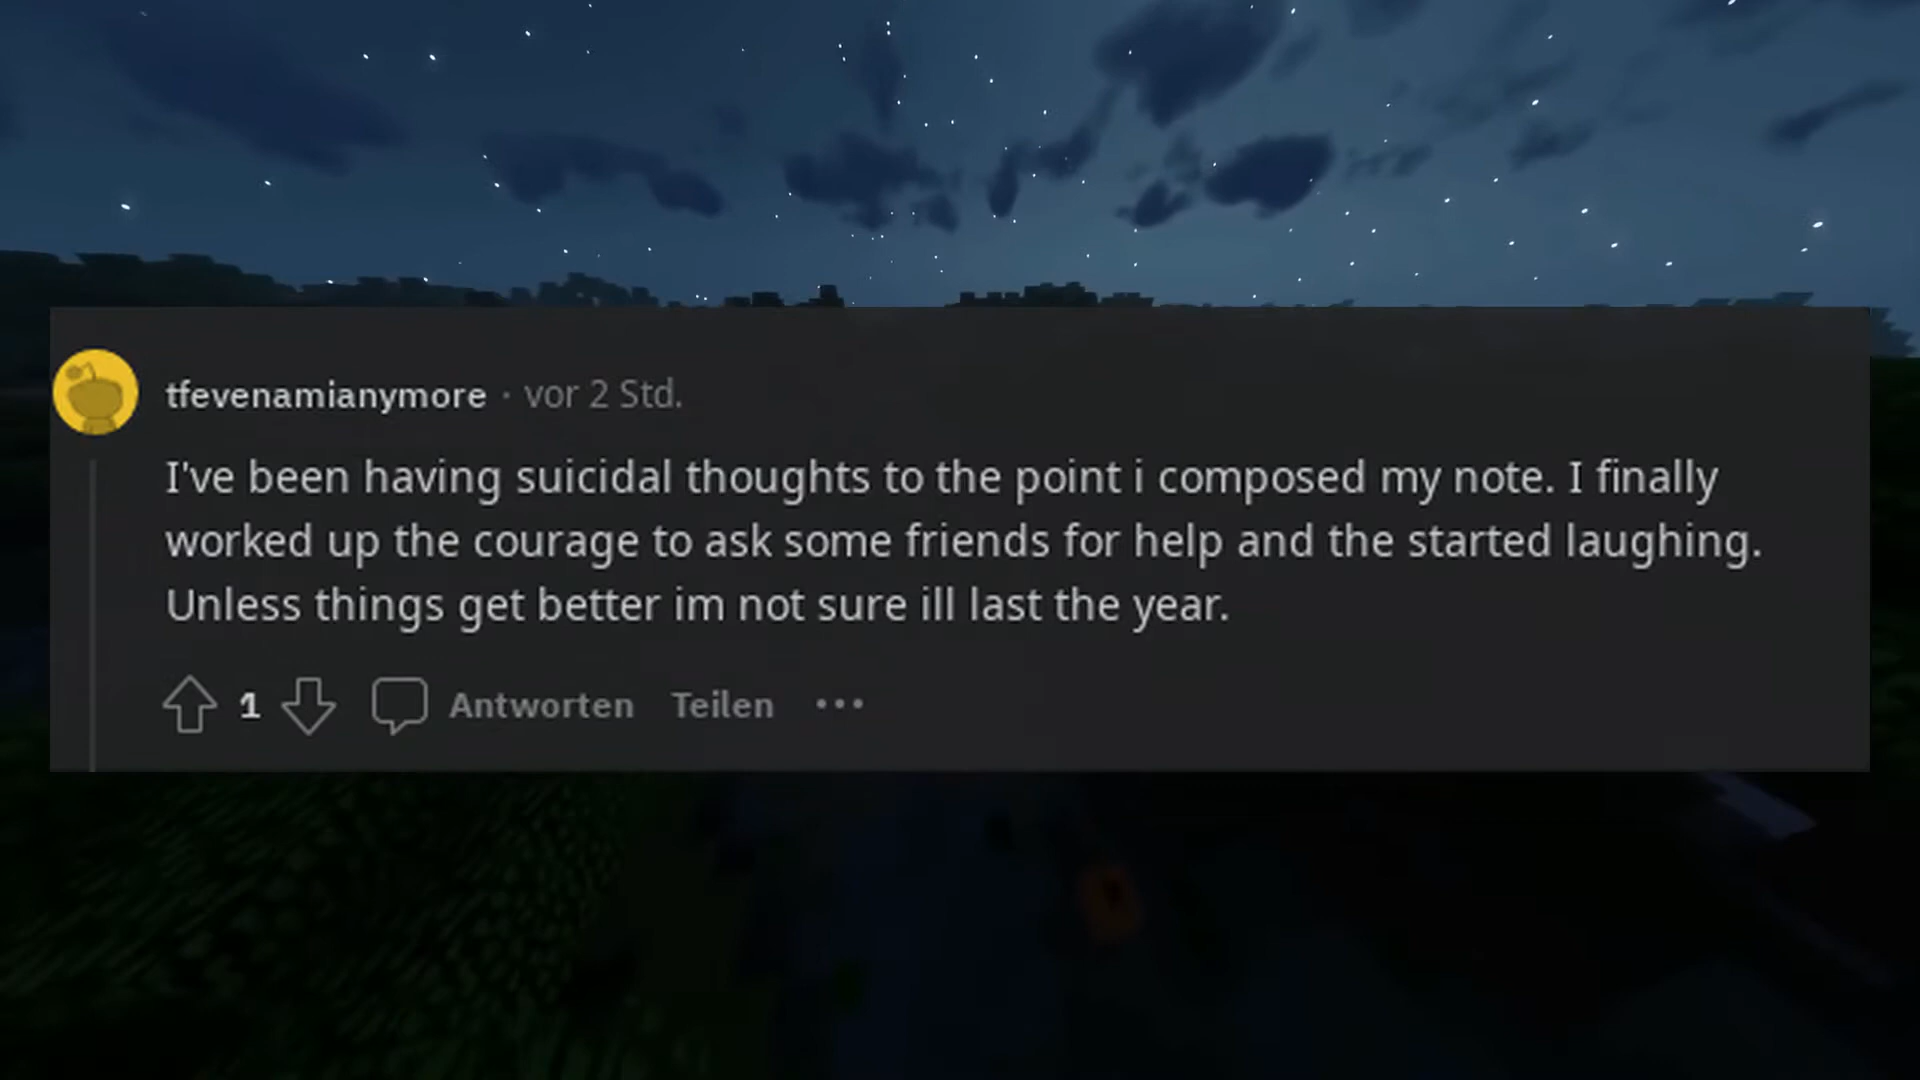 tfevenamianymore · vor 2 Std.
I've been having suicidal thoughts to the point i composed my note. I finally
worked up the courage to ask some friends for help and the started laughing.
Unless things get better im not sure ill last the year.
1 Antworten Teilen •••